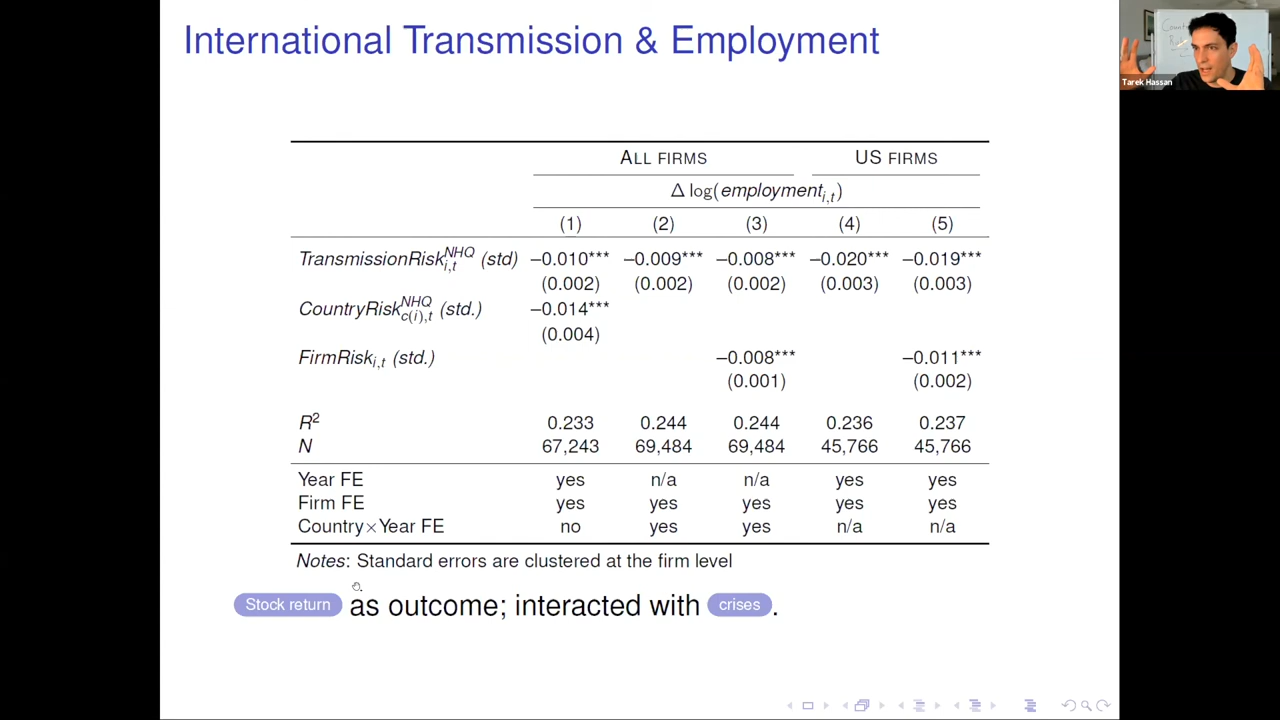 International Transmission & Employment
Tarek Hassan
ALL FIRMS US FIRMS
Δ log(employment i,t)
(1) (2) (3) (4) (5)
TransmissionRisk NHQ i,t (std) −0.010*** −0.009*** −0.008*** −0.020*** −0.019***
(0.002) (0.002) (0.002) (0.003) (0.003)
CountryRisk NHQ c(i),t (std.) −0.014***
(0.004)
FirmRisk i,t (std.) −0.008*** −0.011***
(0.001) (0.002)
R² 0.233 0.244 0.244 0.236 0.237
N 67,243 69,484 69,484 45,766 45,766
Year FE yes n/a n/a yes yes
Firm FE yes yes yes yes yes
Country×Year FE no yes yes n/a n/a
Notes: Standard errors are clustered at the firm level
Stock return as outcome; interacted with crises.